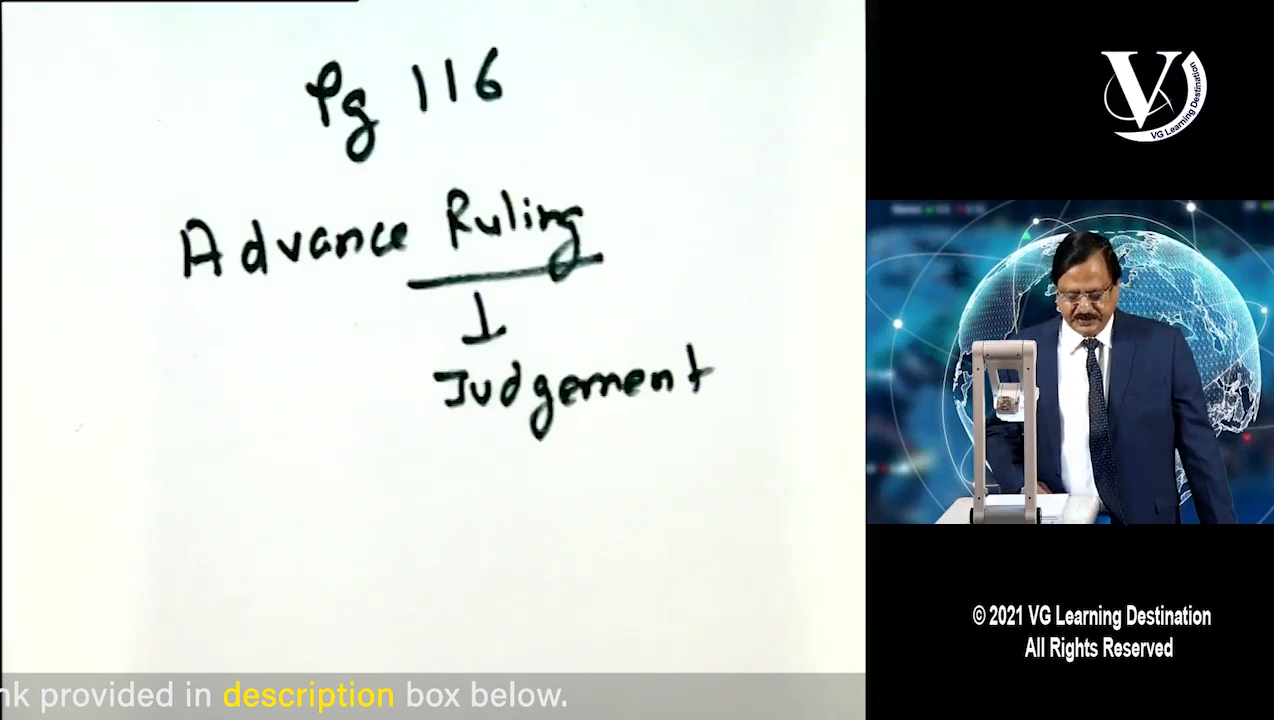 Pg 116
Advance Ruling
Judgement
V
VG Learning Destination
© 2021 VG Learning Destination
All Rights Reserved
nk provided in description box below.